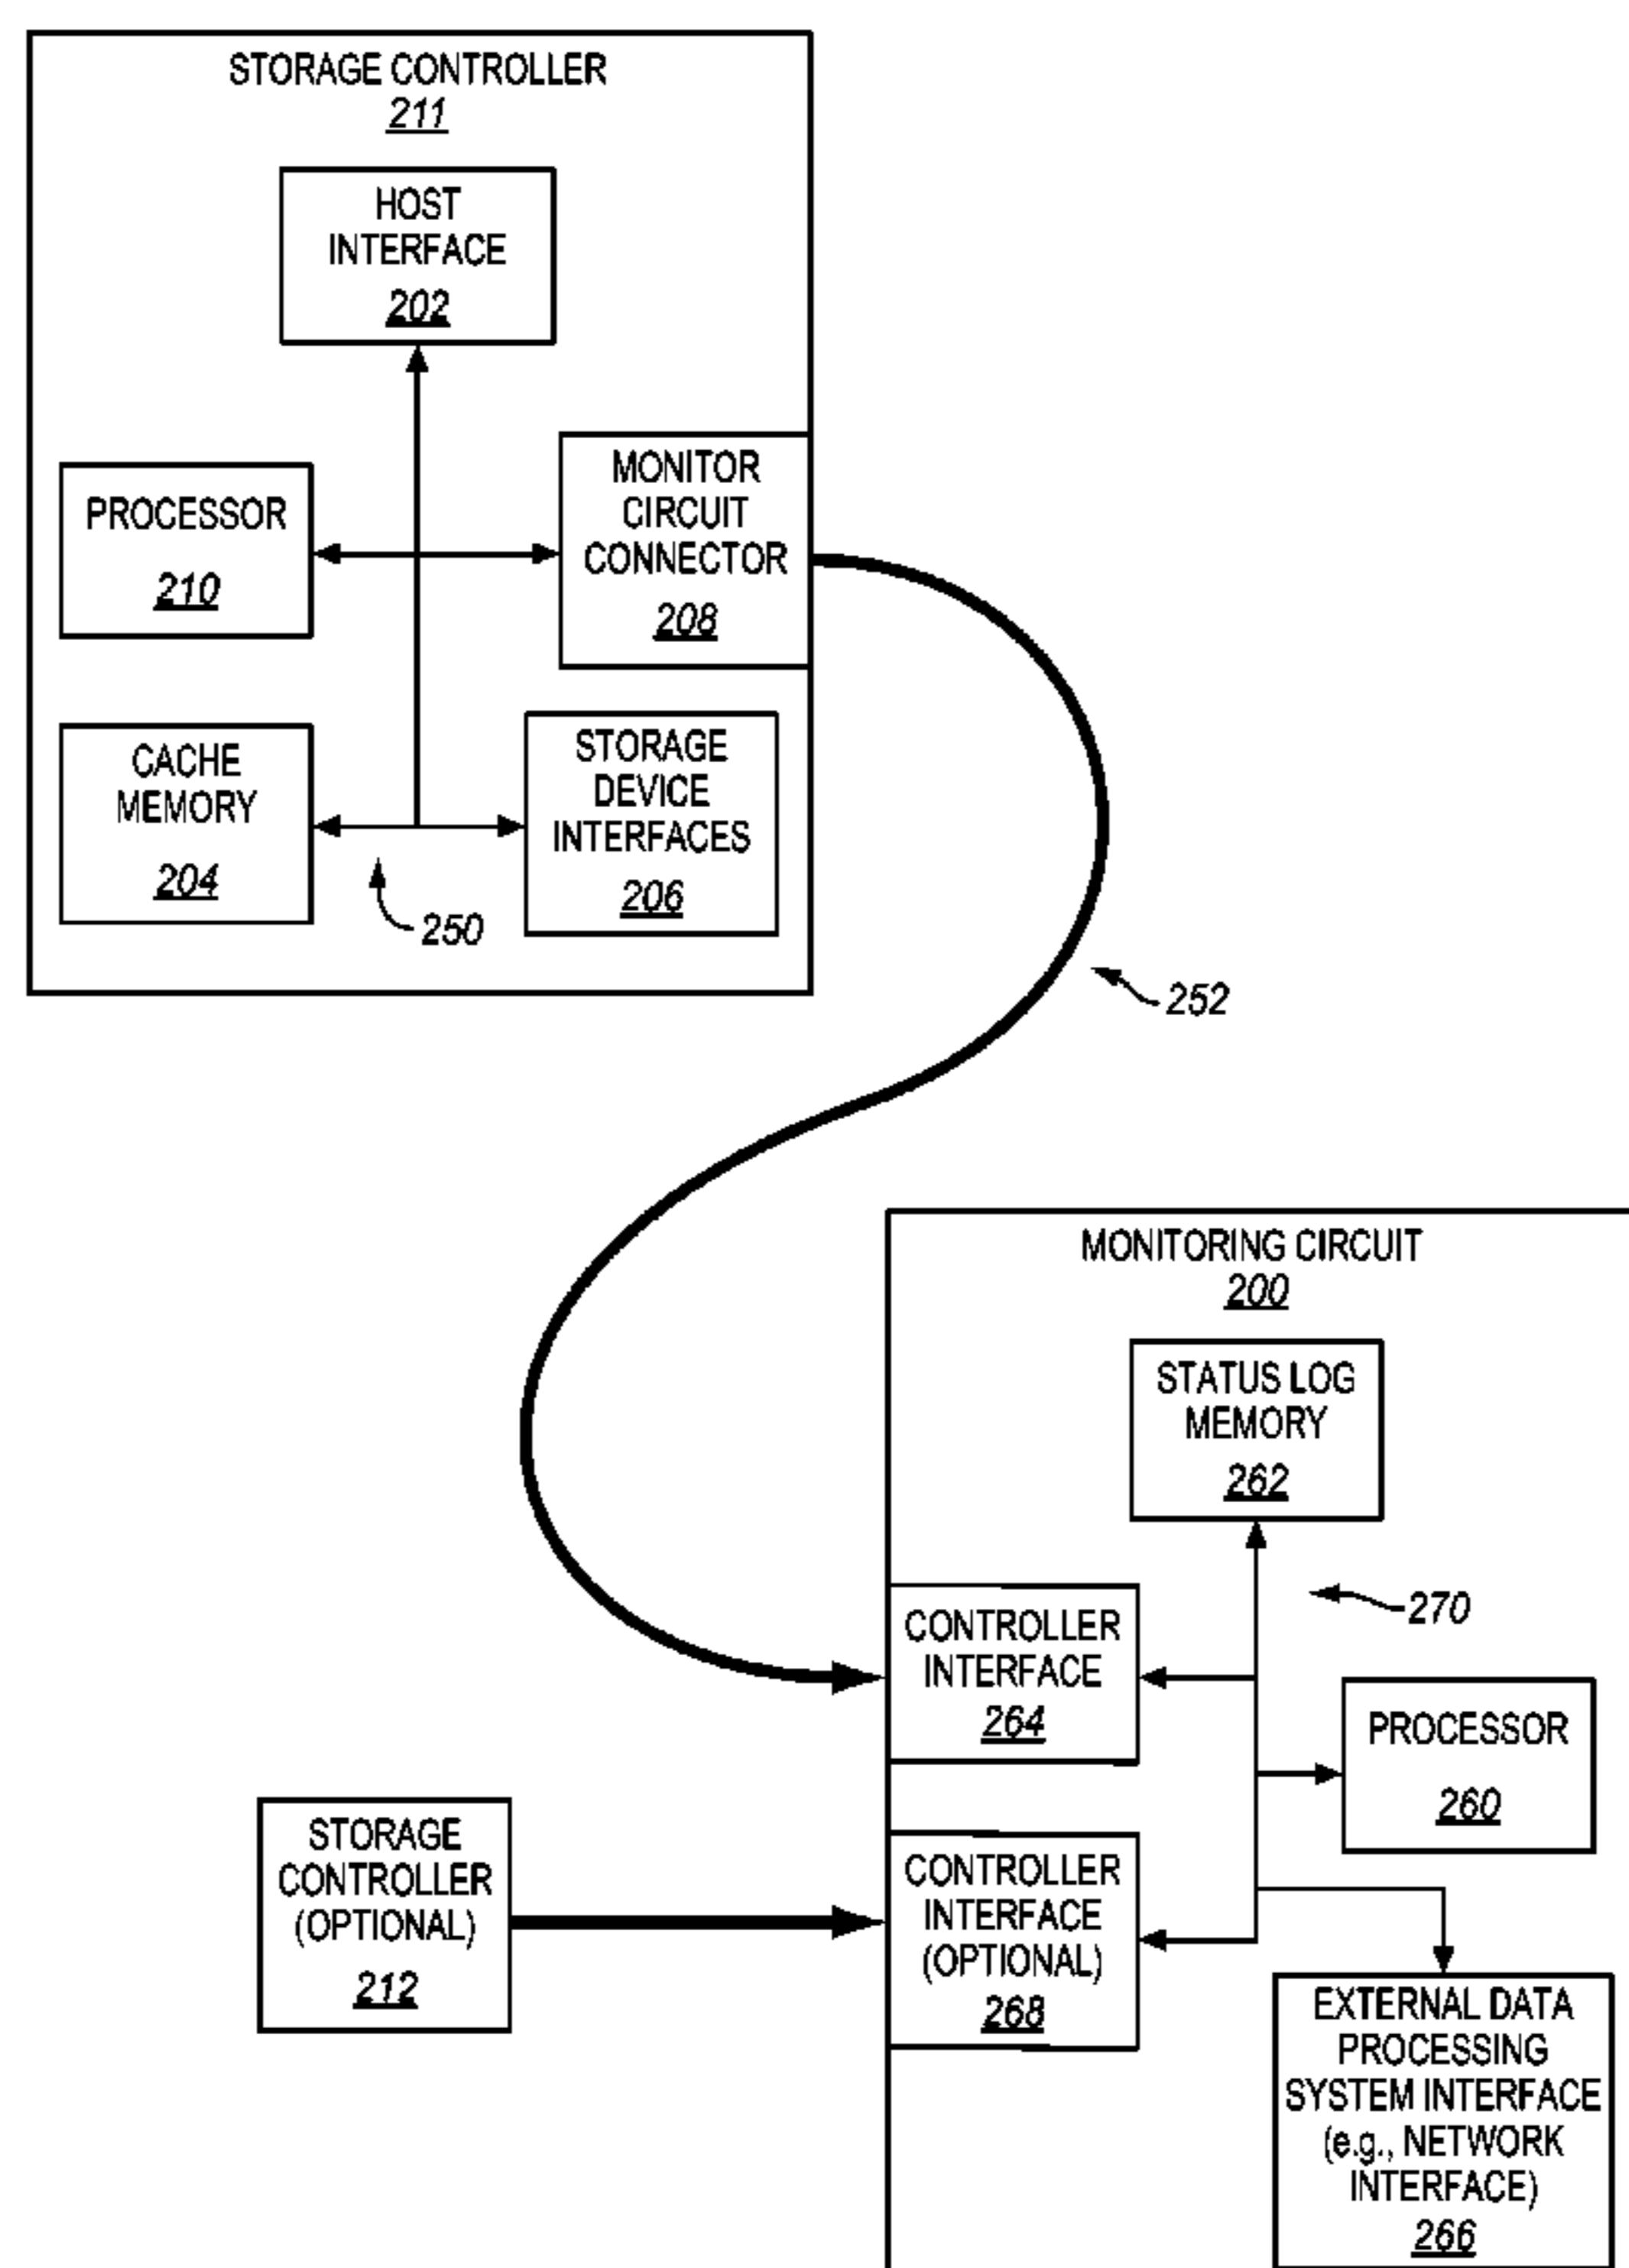 STORAGE CONTROLLER
211
HOST
INTERFACE
202
PROCESSOR
210
MONITOR
CIRCUIT
CONNECTOR
208
CACHE
MEMORY
204
STORAGE
DEVICE
INTERFACES
206
250
252
MONITORING CIRCUIT
200
STATUS LOG
MEMORY
262
270
CONTROLLER
INTERFACE
264
PROCESSOR
260
STORAGE
CONTROLLER
(OPTIONAL)
212
CONTROLLER
INTERFACE
(OPTIONAL)
268
EXTERNAL DATA
PROCESSING
SYSTEM INTERFACE
(e.g., NETWORK
INTERFACE)
266